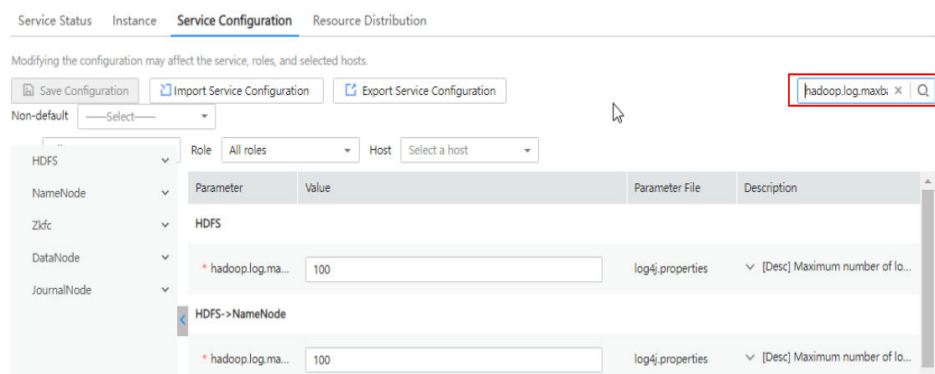 Service Status Instance Service Configuration Resource Distribution
Modifying the configuration may affect the service, roles, and selected hosts.
Save Configuration Import Service Configuration Export Service Configuration hadoop.log.maxba
Non-default ——Select——
Role All roles Host Select a host
HDFS
NameNode
Zkfc
DataNode
JournalNode
Parameter Value Parameter File Description
HDFS
* hadoop.log.ma... 100 log4j.properties [Desc] Maximum number of lo...
HDFS->NameNode
* hadoop.log.ma... 100 log4j.properties [Desc] Maximum number of lo...